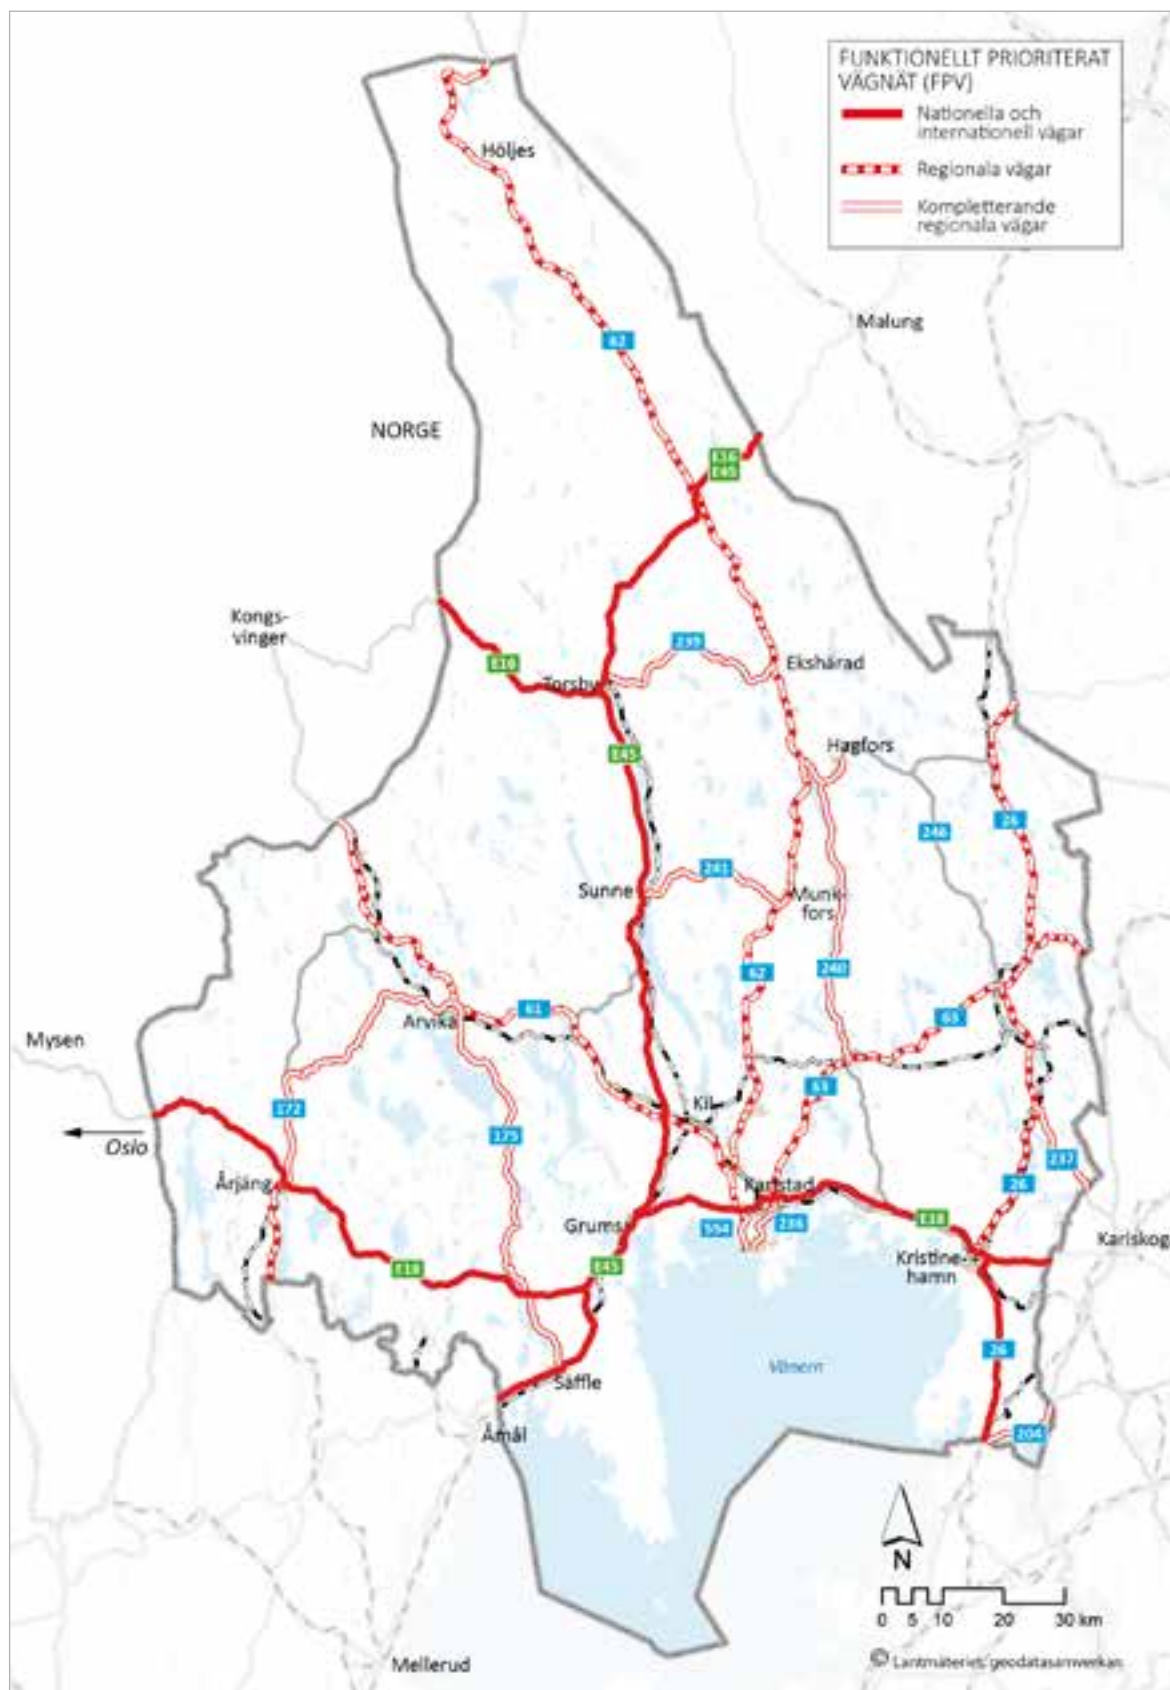 FUNKTIONELLT PRIORITERAT
VÄGNÄT (FPV)
Nationella och
internationell vägar
Regionala vägar
Kompletterande
regionala vägar
Höljes
62
Malung
NORGE
E16
E45
Kongs-
vinger
239
Ekshärad
E16
Torsby
E45
Hagfors
26
246
241
Sunne
Munk-
fors
62
240
61
Arvika
63
Mysen
Kil
63
172
175
237
Oslo
Årjäng
Karlstad
26
Grums
554
236
E18
Karlskog
Kristine-
hamn
E18
E45
26
Vänern
Säffle
Åmål
204
N
0 5 10 20 30 km
Mellerud
© Lantmäteriet, geodatasamverkan